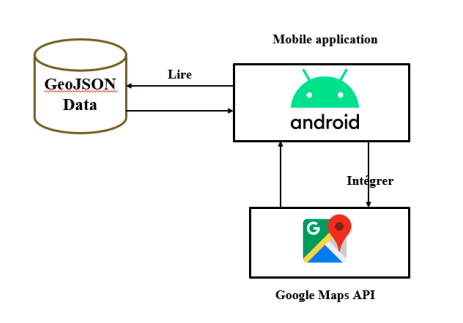 Mobile application
Lire
GeoJSON
Data
android
Intégrer
G
Google Maps API